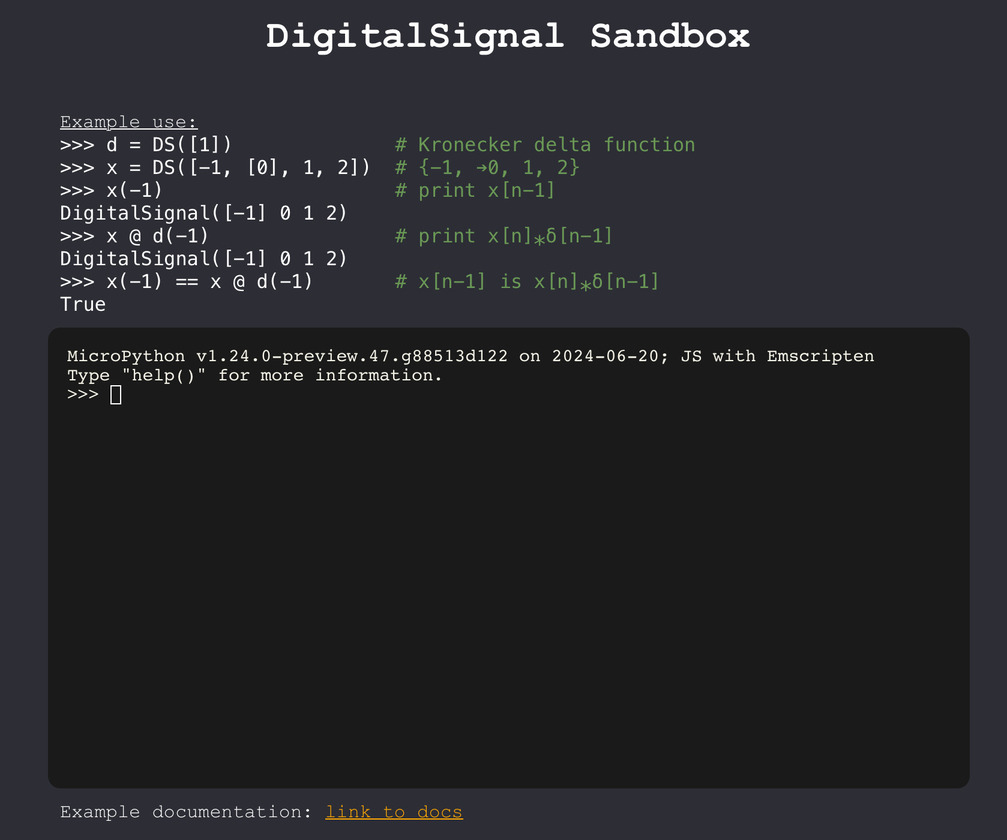 DigitalSignal Sandbox
Example use:
>>> d = DS([1])              # Kronecker delta function
>>> x = DS([-1, [0], 1, 2])  # {-1, →0, 1, 2}
>>> x(-1)                    # print x[n-1]
DigitalSignal([-1] 0 1 2)
>>> x @ d(-1)                # print x[n]*δ[n-1]
DigitalSignal([-1] 0 1 2)
>>> x(-1) == x @ d(-1)       # x[n-1] is x[n]*δ[n-1]
True
MicroPython v1.24.0-preview.47.g88513d122 on 2024-06-20; JS with Emscripten
Type "help()" for more information.
>>>
Example documentation: link to docs